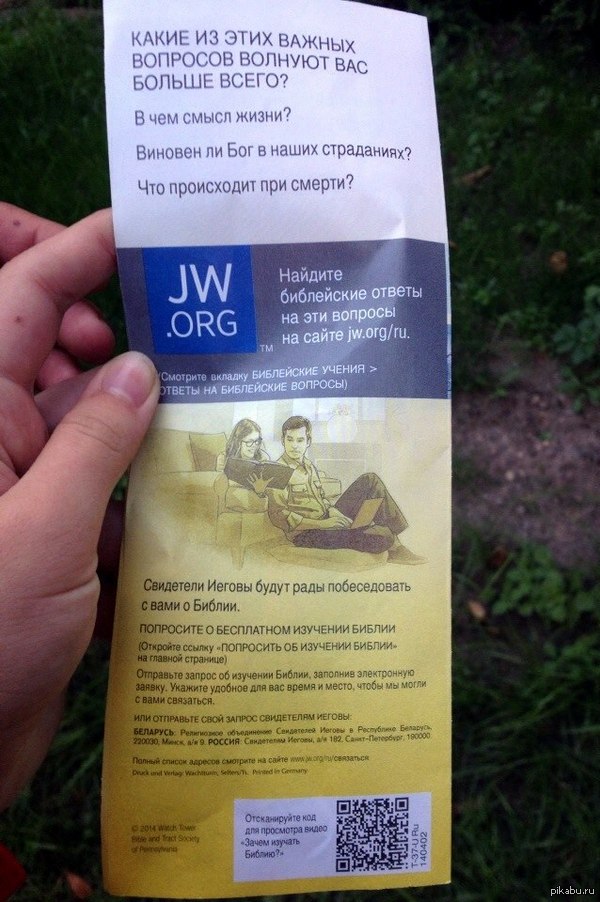 КАКИЕ ИЗ ЭТИХ ВАЖНЫХ
ВОПРОСОВ ВОЛНУЮТ ВАС
БОЛЬШЕ ВСЕГО?
В чем смысл жизни?
Виновен ли Бог в наших страданиях?
Что происходит при смерти?
JW
.ORG
TM
Найдите
библейские ответы
на эти вопросы
на сайте jw.org/ru.
(Смотрите вкладку БИБЛЕЙСКИЕ УЧЕНИЯ >
ОТВЕТЫ НА БИБЛЕЙСКИЕ ВОПРОСЫ)
Свидетели Иеговы будут рады побеседовать
с вами о Библии.
ПОПРОСИТЕ О БЕСПЛАТНОМ ИЗУЧЕНИИ БИБЛИИ
(Откройте ссылку «ПОПРОСИТЬ ОБ ИЗУЧЕНИИ БИБЛИИ»
на главной странице)
Отправьте запрос об изучении Библии, заполнив электронную
заявку. Укажите удобное для вас время и место, чтобы мы могли
с вами связаться.
ИЛИ ОТПРАВЬТЕ СВОЙ ЗАПРОС СВИДЕТЕЛЯМ ИЕГОВЫ:
БЕЛАРУСЬ: Религиозное объединение Свидетелей Иеговы в Республике Беларусь,
220030, Минск, а/я 9. РОССИЯ: Свидетелям Иеговы, а/я 182, Санкт-Петербург, 190000.
Полный список адресов смотрите на сайте www.jw.org/ru/связаться.
Druck und Verlag: Wachtturm, Selters/Ts. Printed in Germany.
© 2014 Watch Tower
Bible and Tract Society
of Pennsylvania
Отсканируйте код
для просмотра видео
«Зачем изучать
Библию?»
T-37-U Ru
140402
pikabu.ru